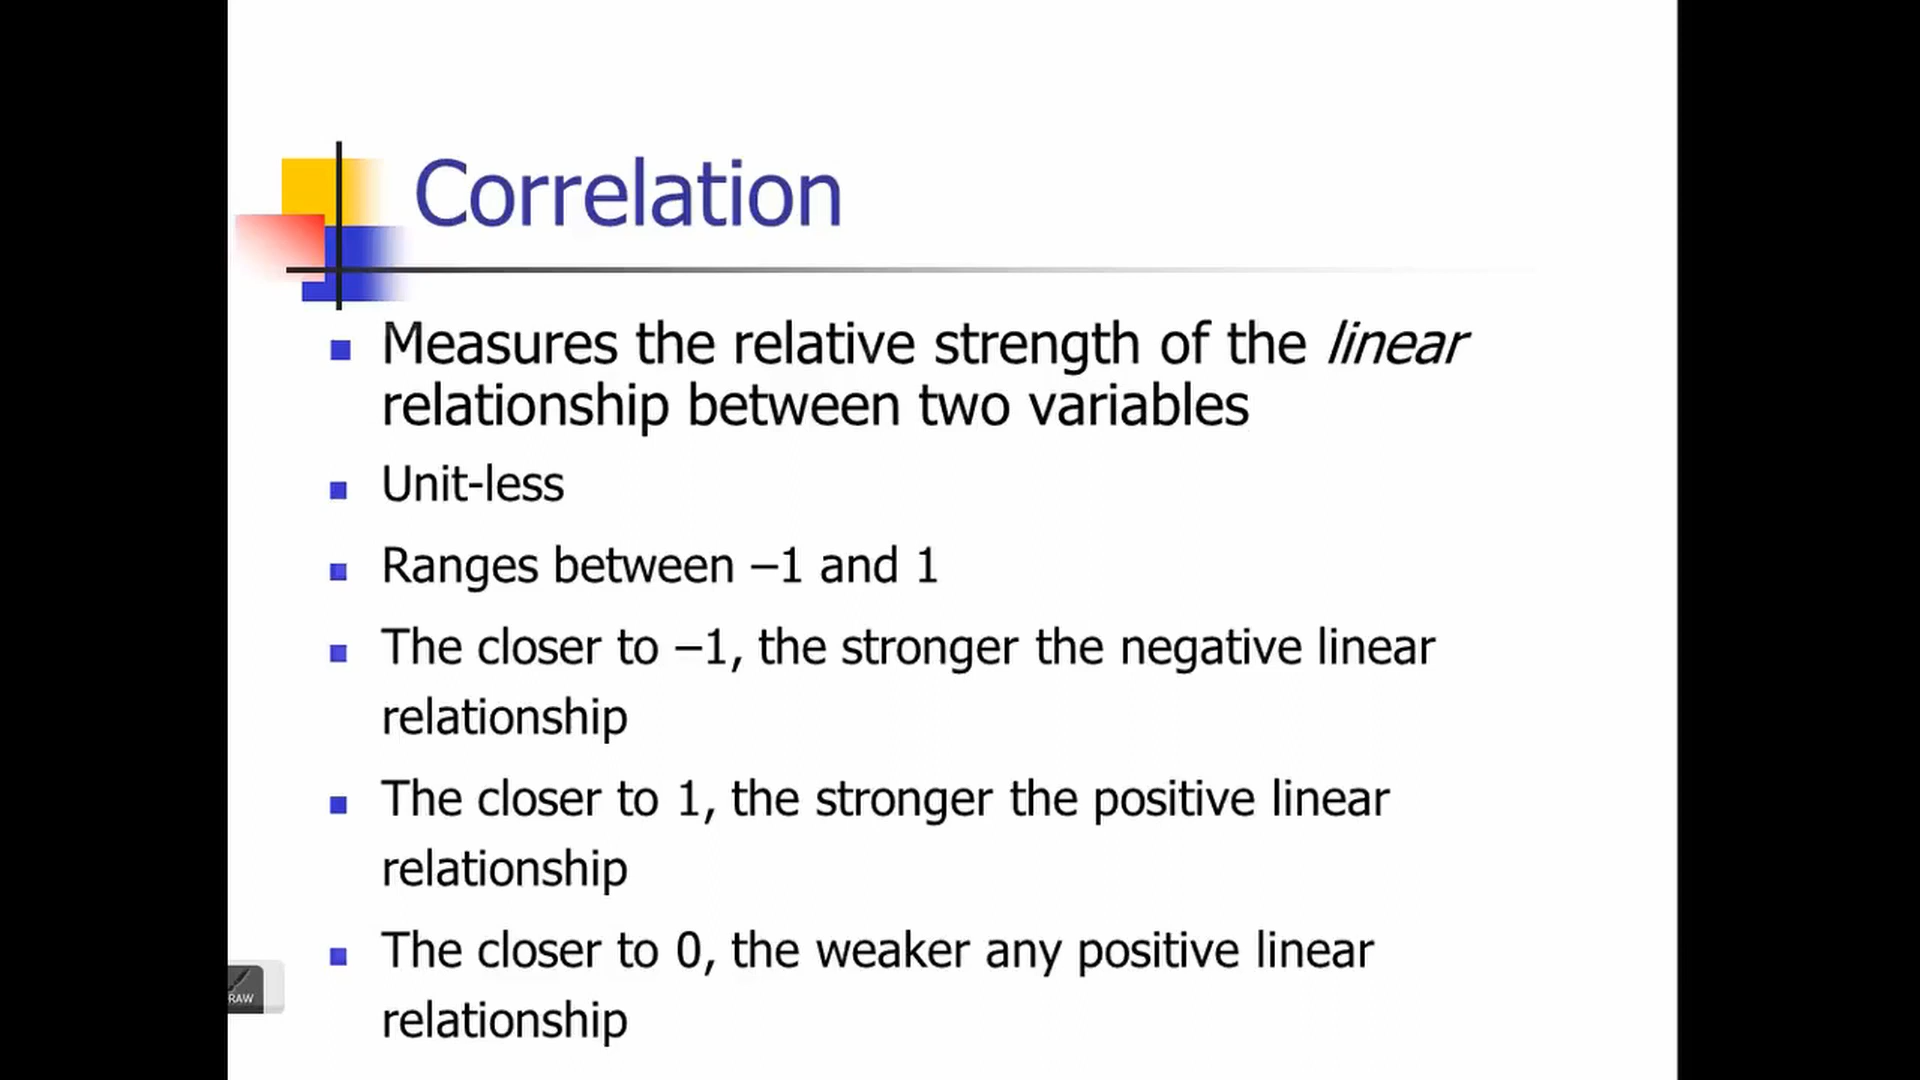 Correlation
Measures the relative strength of the linear
relationship between two variables
Unit-less
Ranges between –1 and 1
The closer to –1, the stronger the negative linear
relationship
The closer to 1, the stronger the positive linear
relationship
The closer to 0, the weaker any positive linear
relationship
RAW